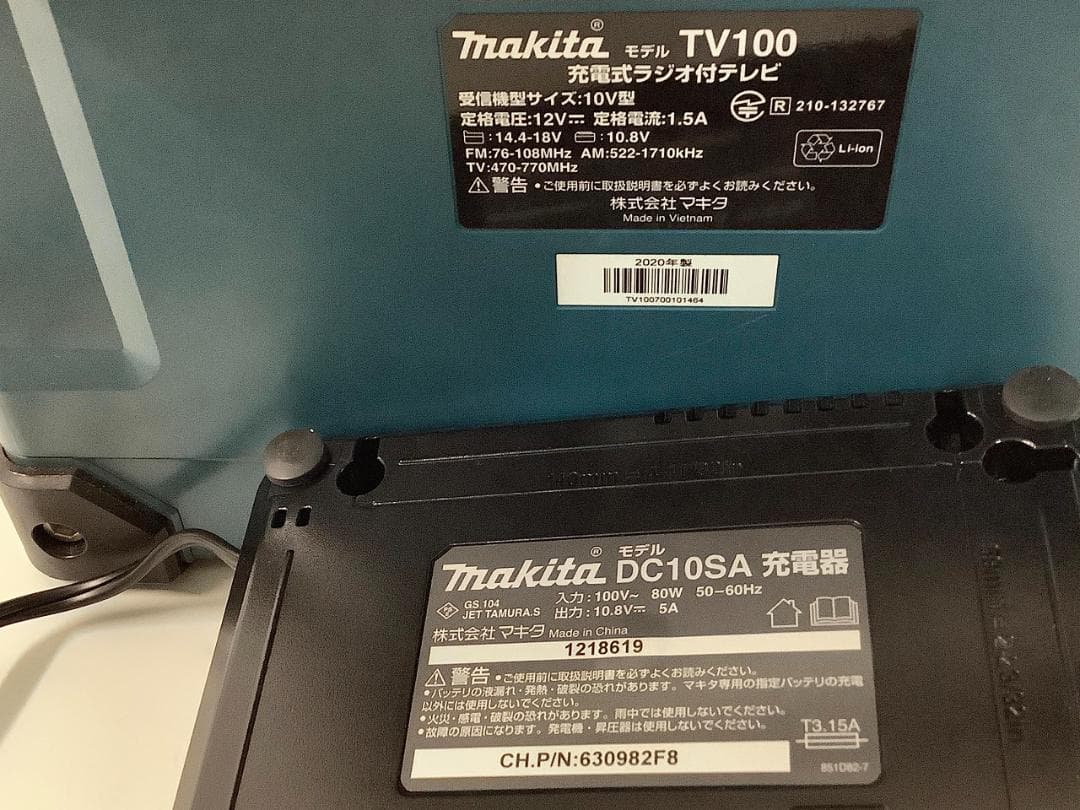 makita® モデル TV100
充電式ラジオ付テレビ
受信機型サイズ:10V型
定格電圧:12V⎓ 定格電流:1.5A
R 210-132767
:14.4-18V :10.8V
Li-ion
FM:76-108MHz AM:522-1710kHz
TV:470-770MHz
⚠警告 •ご使用前に取扱説明書を必ずよくお読みください。
株式会社 マキタ
Made in Vietnam
2020年製
TV100700101464
makita® モデル DC10SA 充電器
GS 104
JET TAMURA.S
入力:100V~ 80W 50-60Hz
出力:10.8V⎓ 5A
株式会社 マキタ Made in China
1218619
⚠警告 •ご使用前に取扱説明書を必ずよくお読みください。
•バッテリの液漏れ・発熱・破裂の恐れがあります。マキタ専用の指定バッテリの充電
以外には使用しないでください。
•火災・感電・破裂の恐れがあります。雨中では使用しないでください。
•故障の原因になります。発電機・昇圧器は使用しないでください。
T3.15A
CH.P/N:630982F8
851D82-7